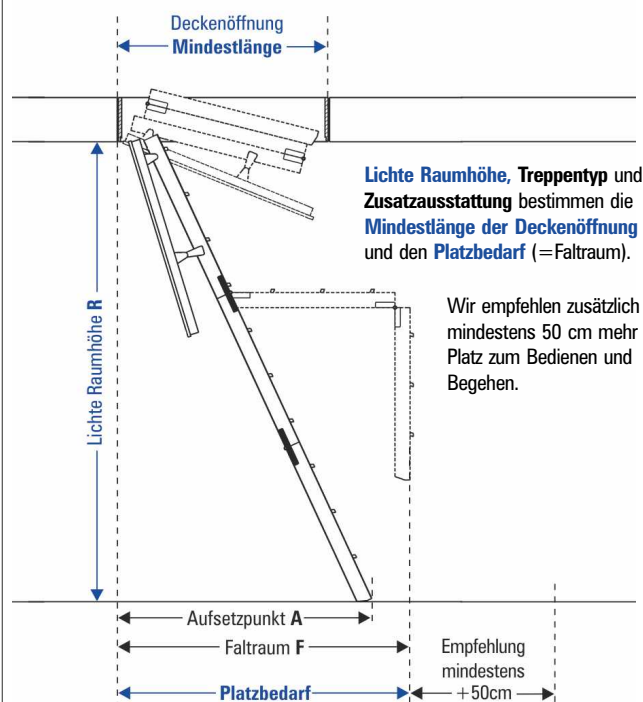 Deckenöffnung
Mindestlänge
Lichte Raumhöhe, Treppentyp und
Zusatzausstattung bestimmen die
Mindestlänge der Deckenöffnung
und den Platzbedarf (=Faltraum).
Wir empfehlen zusätzlich
mindestens 50 cm mehr
Platz zum Bedienen und
Begehen.
Lichte Raumhöhe R
Aufsetzpunkt A
Faltraum F
Platzbedarf
Empfehlung
mindestens
+50cm